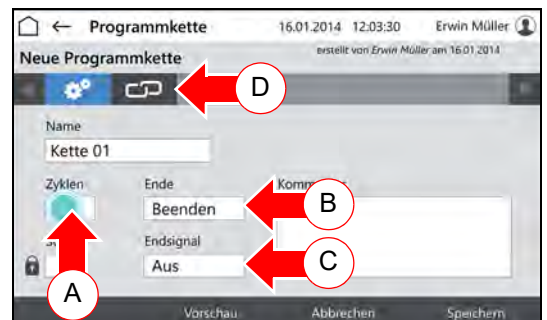 ← Programmkette 16.01.2014 12:03:30 Erwin Müller
Neue Programmkette erstellt von Erwin Müller am 16.01.2014
D
Name
Kette 01
Zyklen Ende
Beenden B
Endsignal
Aus C
A
Vorschau Abbrechen Speichern